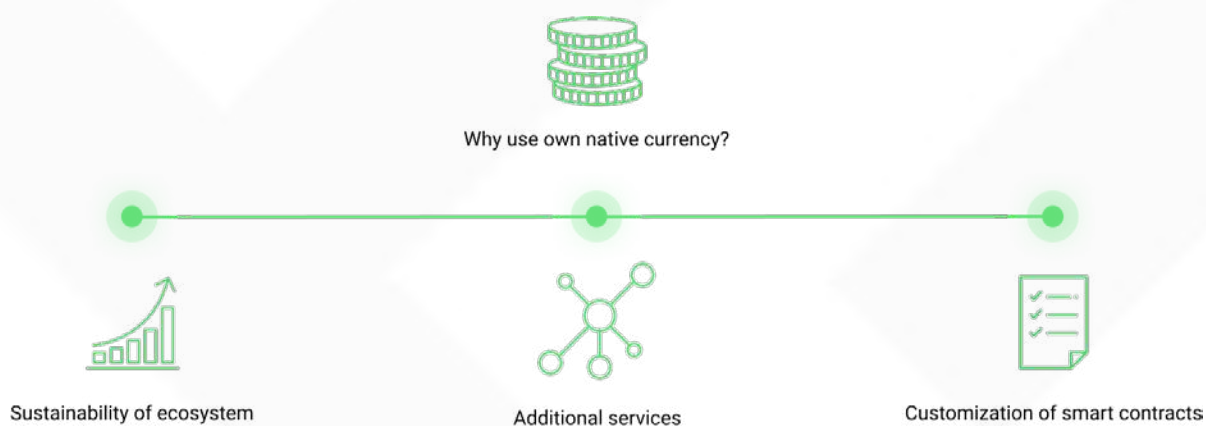 Why use own native currency?
Sustainability of ecosystem
Additional services
Customization of smart contracts